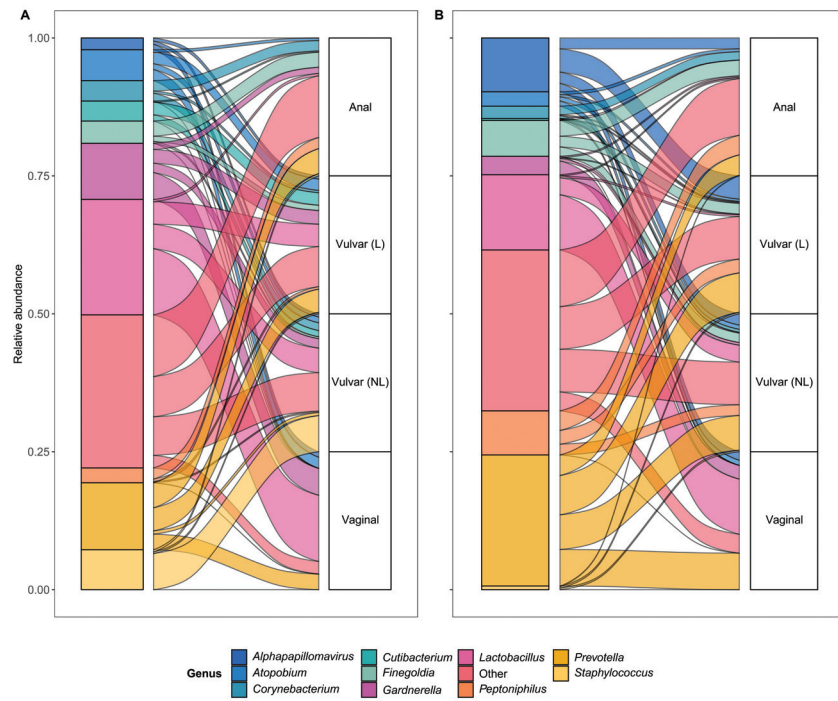 A
B
Relative abundance
1.00
0.75
0.50
0.25
0.00
Anal
Vulvar (L)
Vulvar (NL)
Vaginal
Anal
Vulvar (L)
Vulvar (NL)
Vaginal
Genus
Alphapapillomavirus
Atopobium
Corynebacterium
Cutibacterium
Finegoldia
Gardnerella
Lactobacillus
Other
Peptoniphilus
Prevotella
Staphylococcus